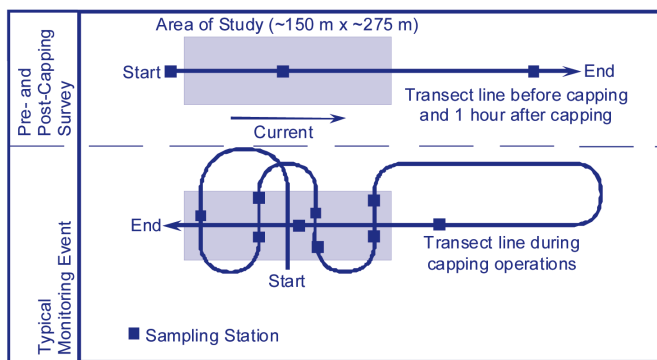 Area of Study (~150 m x ~275 m)
Pre- and
Post-Capping
Survey
Start
End
Transect line before capping
and 1 hour after capping
Current
Typical
Monitoring Event
End
Start
Transect line during
capping operations
Sampling Station